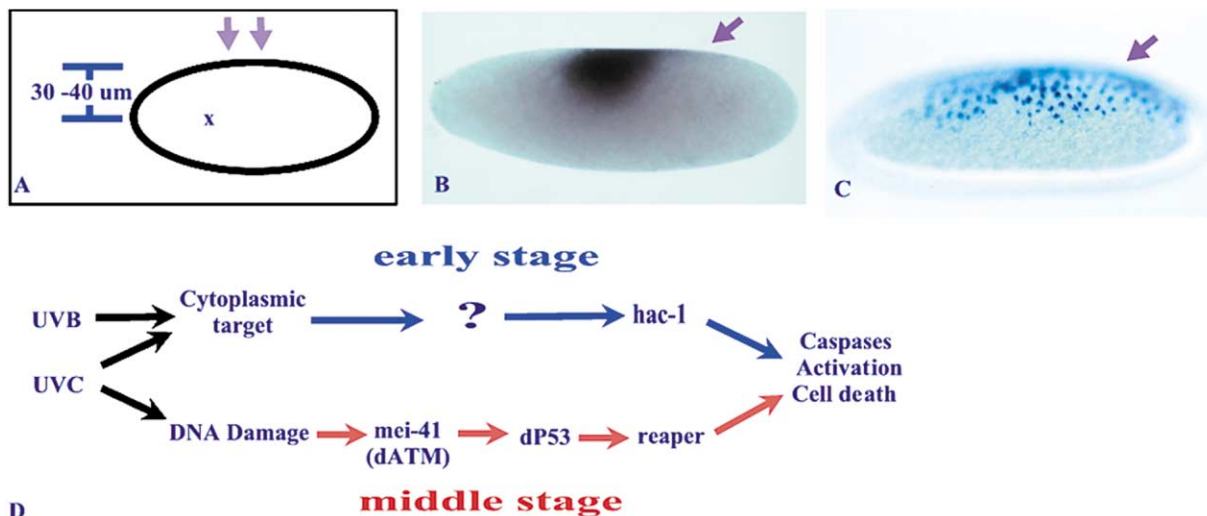 30 -40 um
x
A
B
C
early stage
UVB
Cytoplasmic
target
?
hac-1
UVC
Caspases
Activation
Cell death
DNA Damage
mei-41
(dATM)
dP53
reaper
middle stage
D